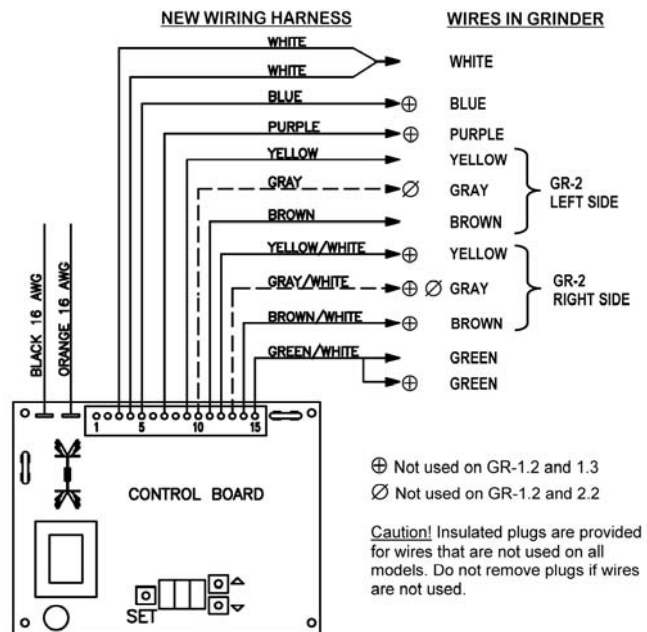 NEW WIRING HARNESS
WIRES IN GRINDER
WHITE
WHITE
WHITE
BLUE
BLUE
PURPLE
PURPLE
YELLOW
YELLOW
GRAY
GRAY
BROWN
BROWN
GR-2
LEFT SIDE
YELLOW/WHITE
YELLOW
GRAY/WHITE
GRAY
BROWN/WHITE
BROWN
GR-2
RIGHT SIDE
GREEN/WHITE
GREEN
GREEN
BLACK 16 AWG
ORANGE 16 AWG
1 5 10 15
CONTROL BOARD
SET
⊕ Not used on GR-1.2 and 1.3
∅ Not used on GR-1.2 and 2.2
Caution! Insulated plugs are provided
for wires that are not used on all
models. Do not remove plugs if wires
are not used.